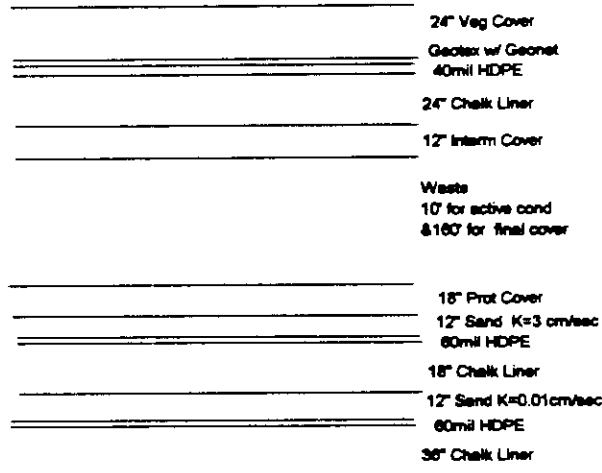 24" Veg Cover
Geotex w/ Geonet
40mil HDPE
24" Chalk Liner
12" Interm Cover
Waste
10' for active cond
&160' for final cover
18" Prot Cover
12" Sand K=3 cm/sec
60mil HDPE
18" Chalk Liner
12" Sand K=0.01cm/sec
60mil HDPE
36" Chalk Liner